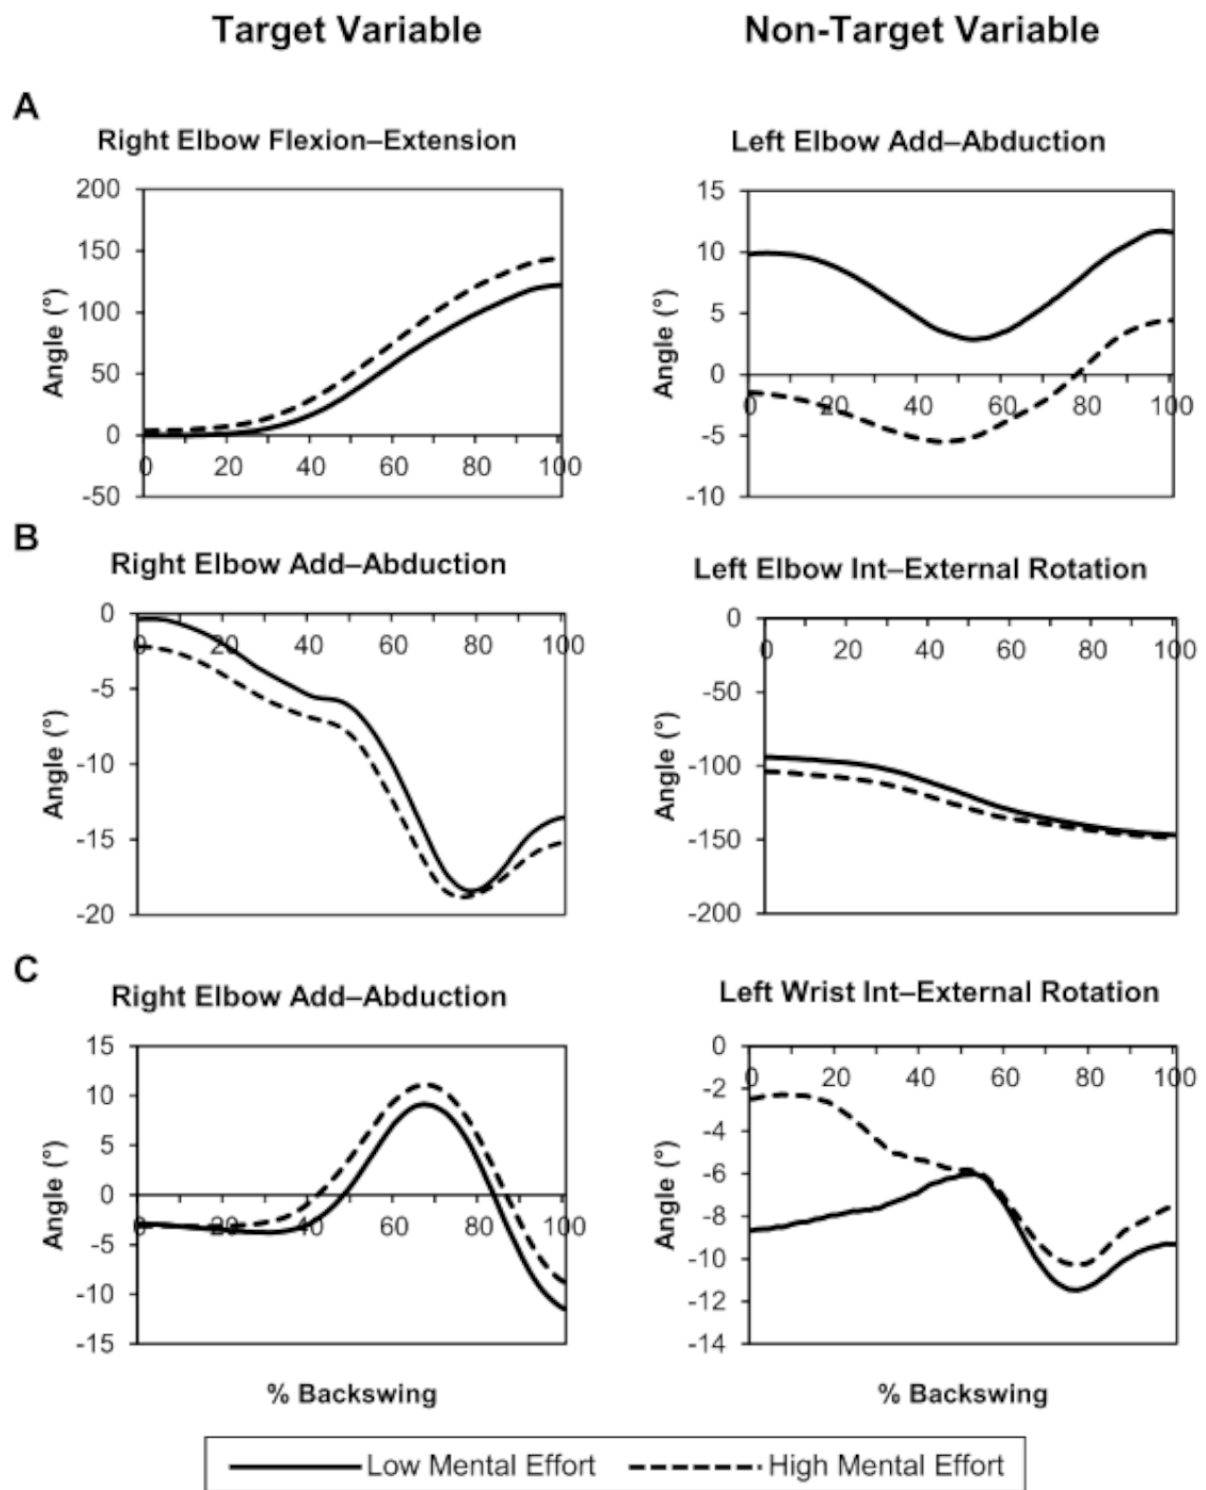 Target Variable
Non-Target Variable
A
Right Elbow Flexion–Extension
Left Elbow Add–Abduction
200
150
100
50
0
-50
Angle (°)
0 20 40 60 80 100
15
10
5
0
-5
-10
Angle (°)
0 20 40 60 80 100
B
Right Elbow Add–Abduction
Left Elbow Int–External Rotation
0
-5
-10
-15
-20
Angle (°)
0 20 40 60 80 100
0
-50
-100
-150
-200
Angle (°)
0 20 40 60 80 100
C
Right Elbow Add–Abduction
Left Wrist Int–External Rotation
15
10
5
0
-5
-10
-15
Angle (°)
0 20 40 60 80 100
0
-2
-4
-6
-8
-10
-12
-14
Angle (°)
0 20 40 60 80 100
% Backswing
% Backswing
Low Mental Effort
High Mental Effort